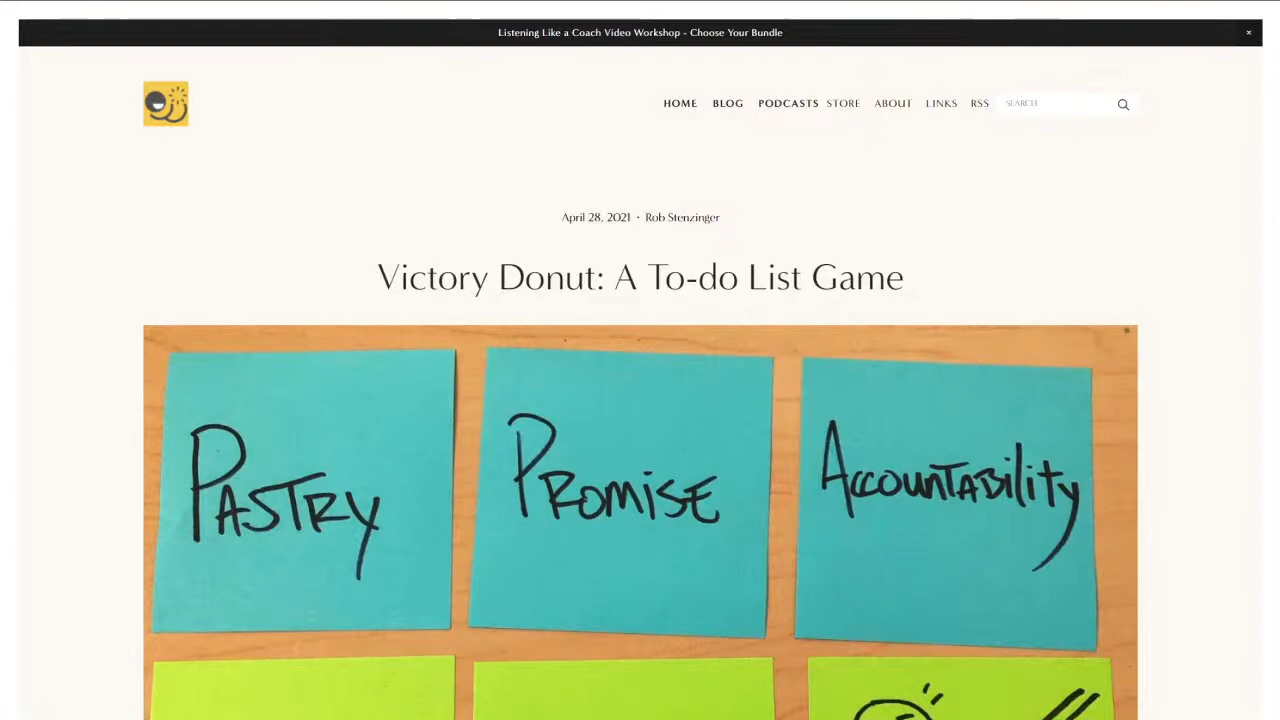 Listening Like a Coach Video Workshop - Choose Your Bundle
×
HOME BLOG PODCASTS STORE ABOUT LINKS RSS SEARCH
April 28, 2021 · Rob Stenzinger
Victory Donut: A To-do List Game
PASTRY
PROMISE
ACCOUNTABILITY